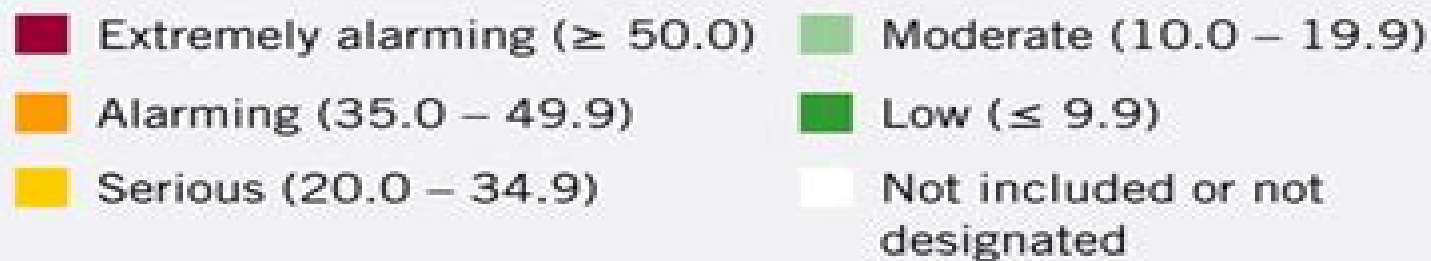 Extremely alarming (≥ 50.0)
Alarming (35.0 – 49.9)
Serious (20.0 – 34.9)
Moderate (10.0 – 19.9)
Low (≤ 9.9)
Not included or not
designated